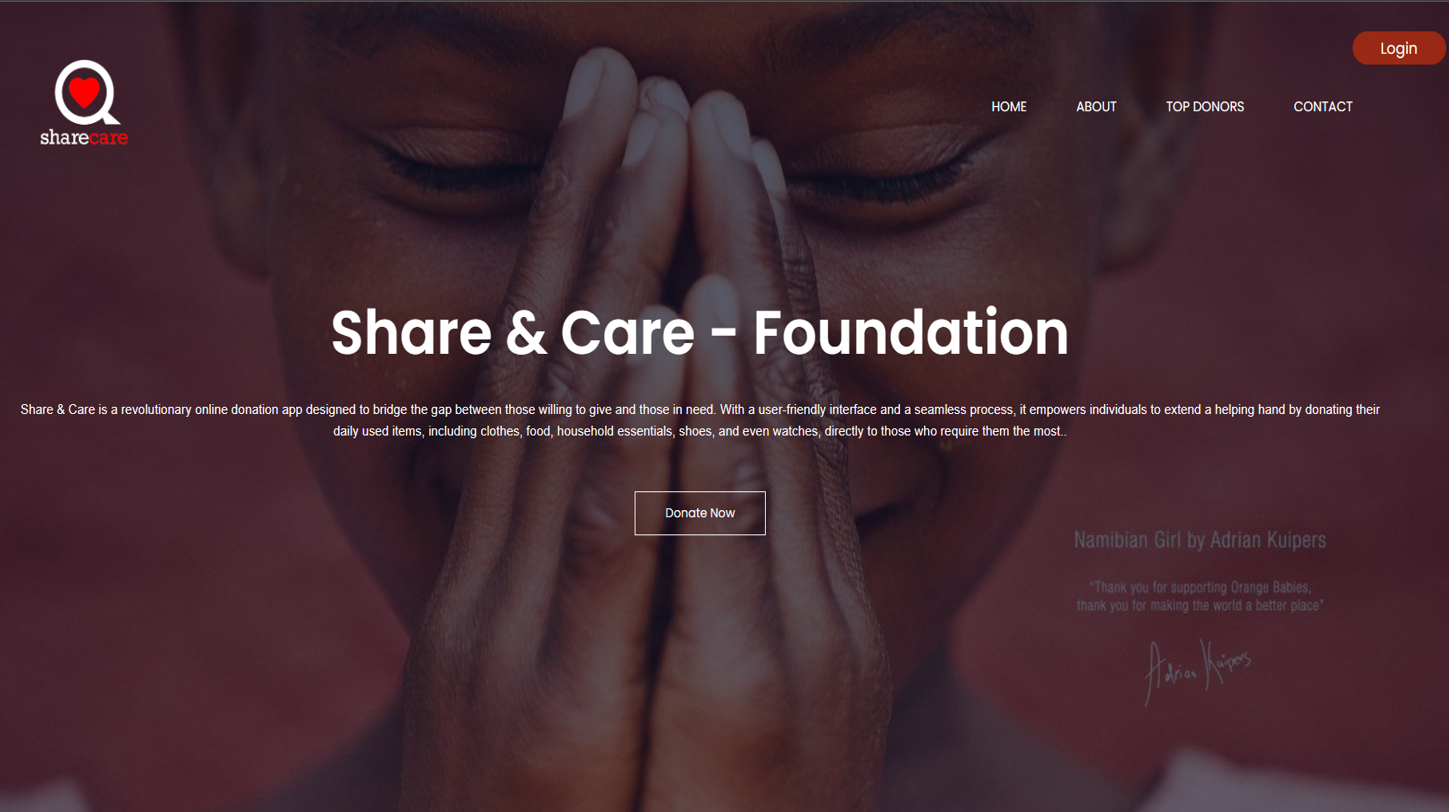 Login
sharecare
HOME
ABOUT
TOP DONORS
CONTACT
Share & Care - Foundation
Share & Care is a revolutionary online donation app designed to bridge the gap between those willing to give and those in need. With a user-friendly interface and a seamless process, it empowers individuals to extend a helping hand by donating their
daily used items, including clothes, food, household essentials, shoes, and even watches, directly to those who require them the most..
Donate Now
Namibian Girl by Adrian Kuipers
"Thank you for supporting Orange Babies,
thank you for making the world a better place"
Adrian Kuipers